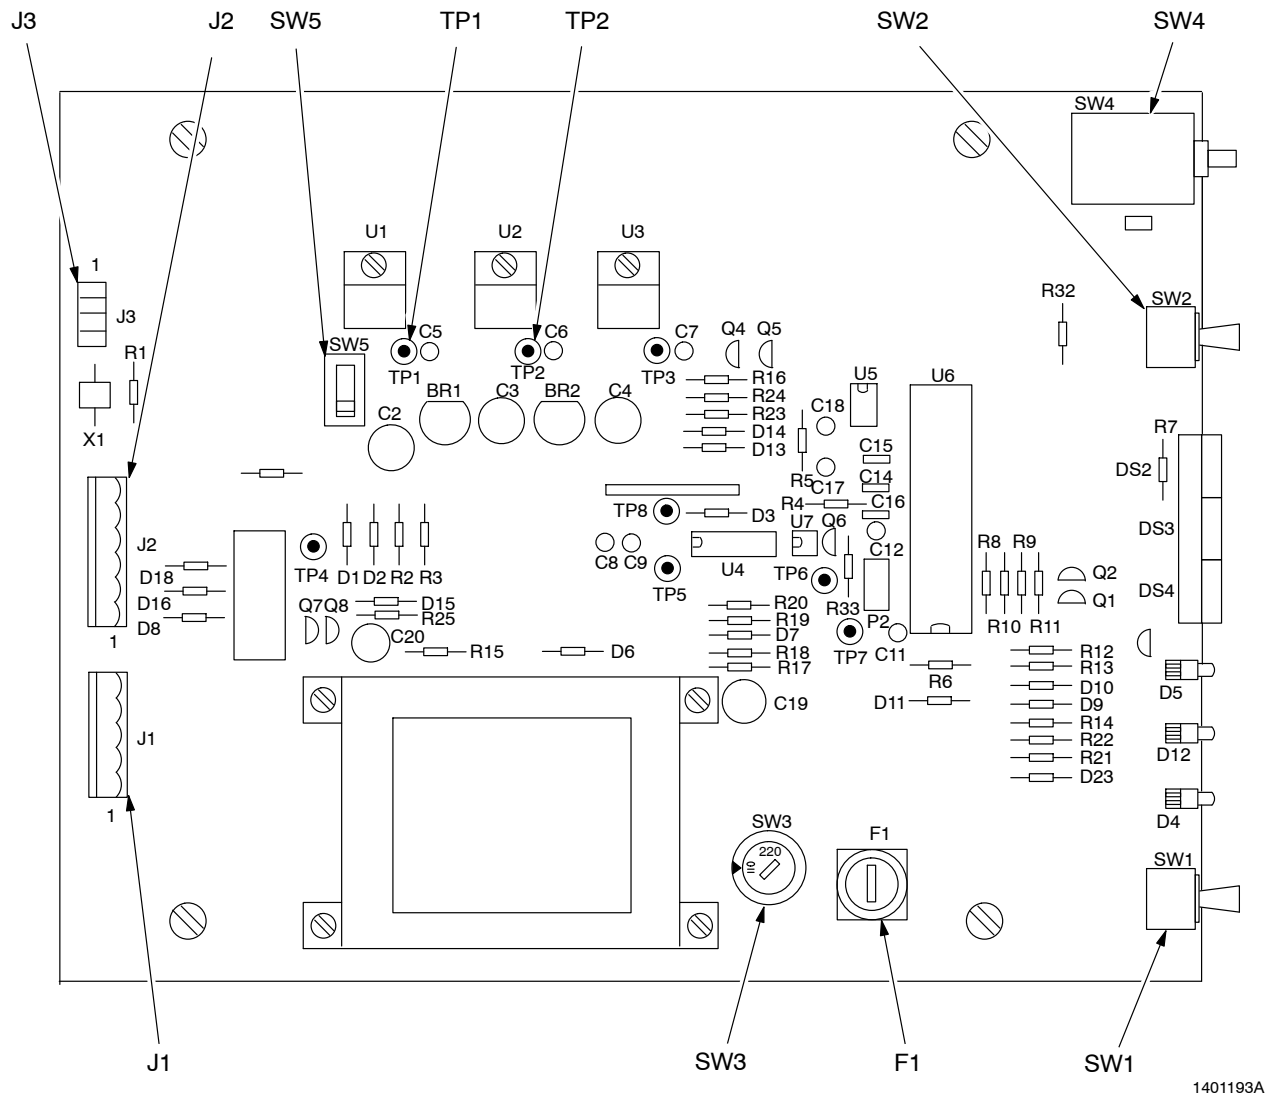 J3 J2 SW5 TP1 TP2 SW2 SW4
SW4
U1 U2 U3
1
J3
R32
SW2
R1
SW5
C5
C6
C7
Q4 Q5
TP1
TP2
TP3
X1
C2
BR1
C3
BR2
C4
R16
R24
R23
D14
D13
U5
U6
C18
C15
C14
R5
C17
R4
C16
R7
DS2
DS3
DS4
J2
TP8
D3
U7
Q6
C12
D18
D16
D8
1
TP4
D1 D2 R2 R3
C8 C9
TP5
U4
TP6
R8 R9
Q2
Q1
Q7 Q8
D15
R25
C20
R15
D6
R20
R19
D7
R18
R17
R33
P2
TP7
C11
R10 R11
R12
R13
D10
D9
R14
R22
R21
D23
R6
D11
D5
D12
D4
J1
1
C19
SW3
220
110
F1
SW1
J1 SW3 F1 SW1
1401193A